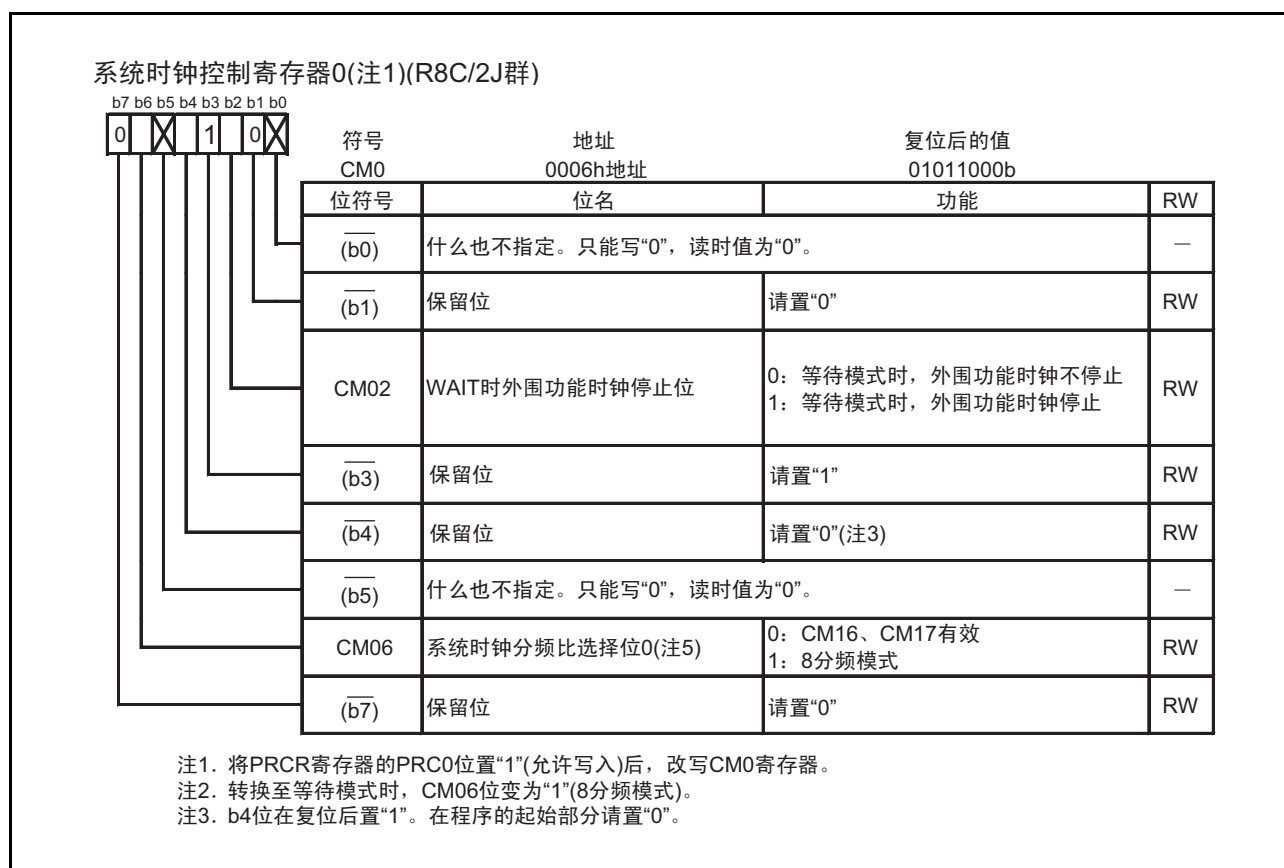 系统时钟控制寄存器0(注1)(R8C/2J群)
b7 b6 b5 b4 b3 b2 b1 b0
0 1 0
符号 地址 复位后的值
CM0 0006h地址 01011000b
位符号 位名 功能 RW
(b0) 什么也不指定。只能写“0”，读时值为“0”。 —
(b1) 保留位 请置“0” RW
CM02 WAIT时外围功能时钟停止位 0：等待模式时，外围功能时钟不停止 RW
1：等待模式时，外围功能时钟停止
(b3) 保留位 请置“1” RW
(b4) 保留位 请置“0”(注3) RW
(b5) 什么也不指定。只能写“0”，读时值为“0”。 —
CM06 系统时钟分频比选择位0(注5) 0：CM16、CM17有效 RW
1：8分频模式
(b7) 保留位 请置“0” RW
注1. 将PRCR寄存器的PRC0位置“1”(允许写入)后，改写CM0寄存器。
注2. 转换至等待模式时，CM06位变为“1”(8分频模式)。
注3. b4位在复位后置“1”。在程序的起始部分请置“0”。